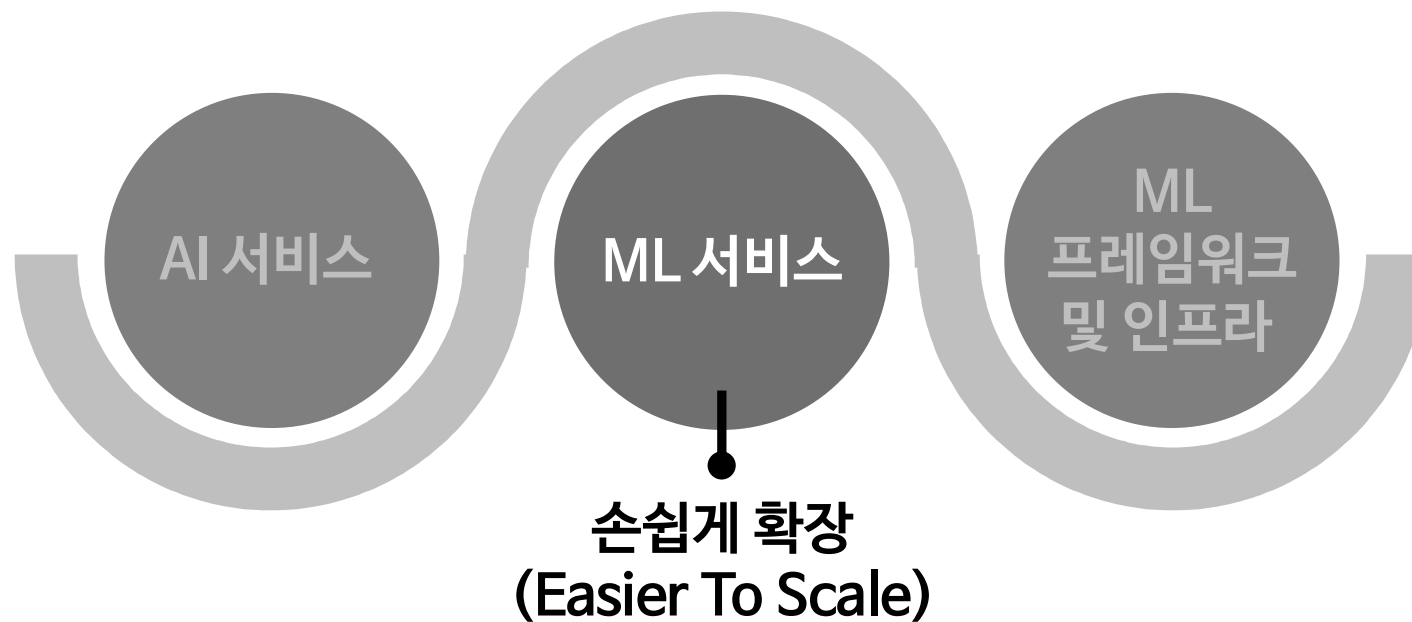 AI 서비스
ML 서비스
ML
프레임워크
및 인프라
손쉽게 확장
(Easier To Scale)